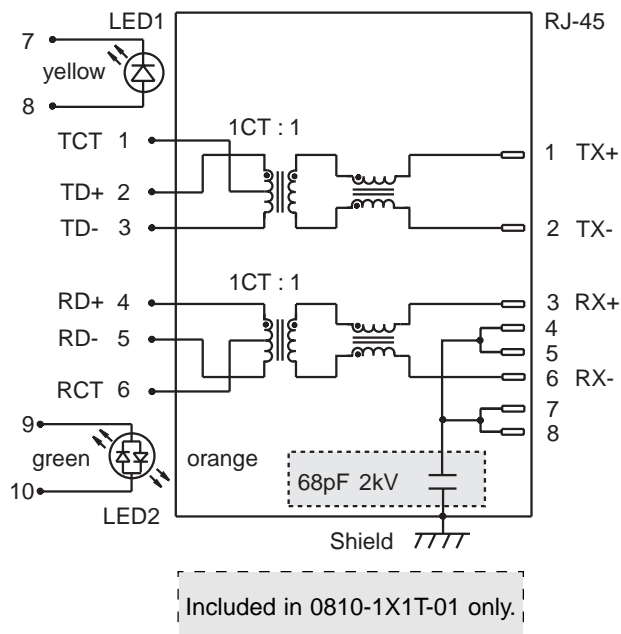 LED1
RJ-45
7
yellow
8
TCT 1
1CT : 1
1 TX+
TD+ 2
TD- 3
2 TX-
RD+ 4
1CT : 1
3 RX+
4
RD- 5
5
RCT 6
6 RX-
7
8
9
green
orange
10
68pF 2kV
LED2
Shield
Included in 0810-1X1T-01 only.